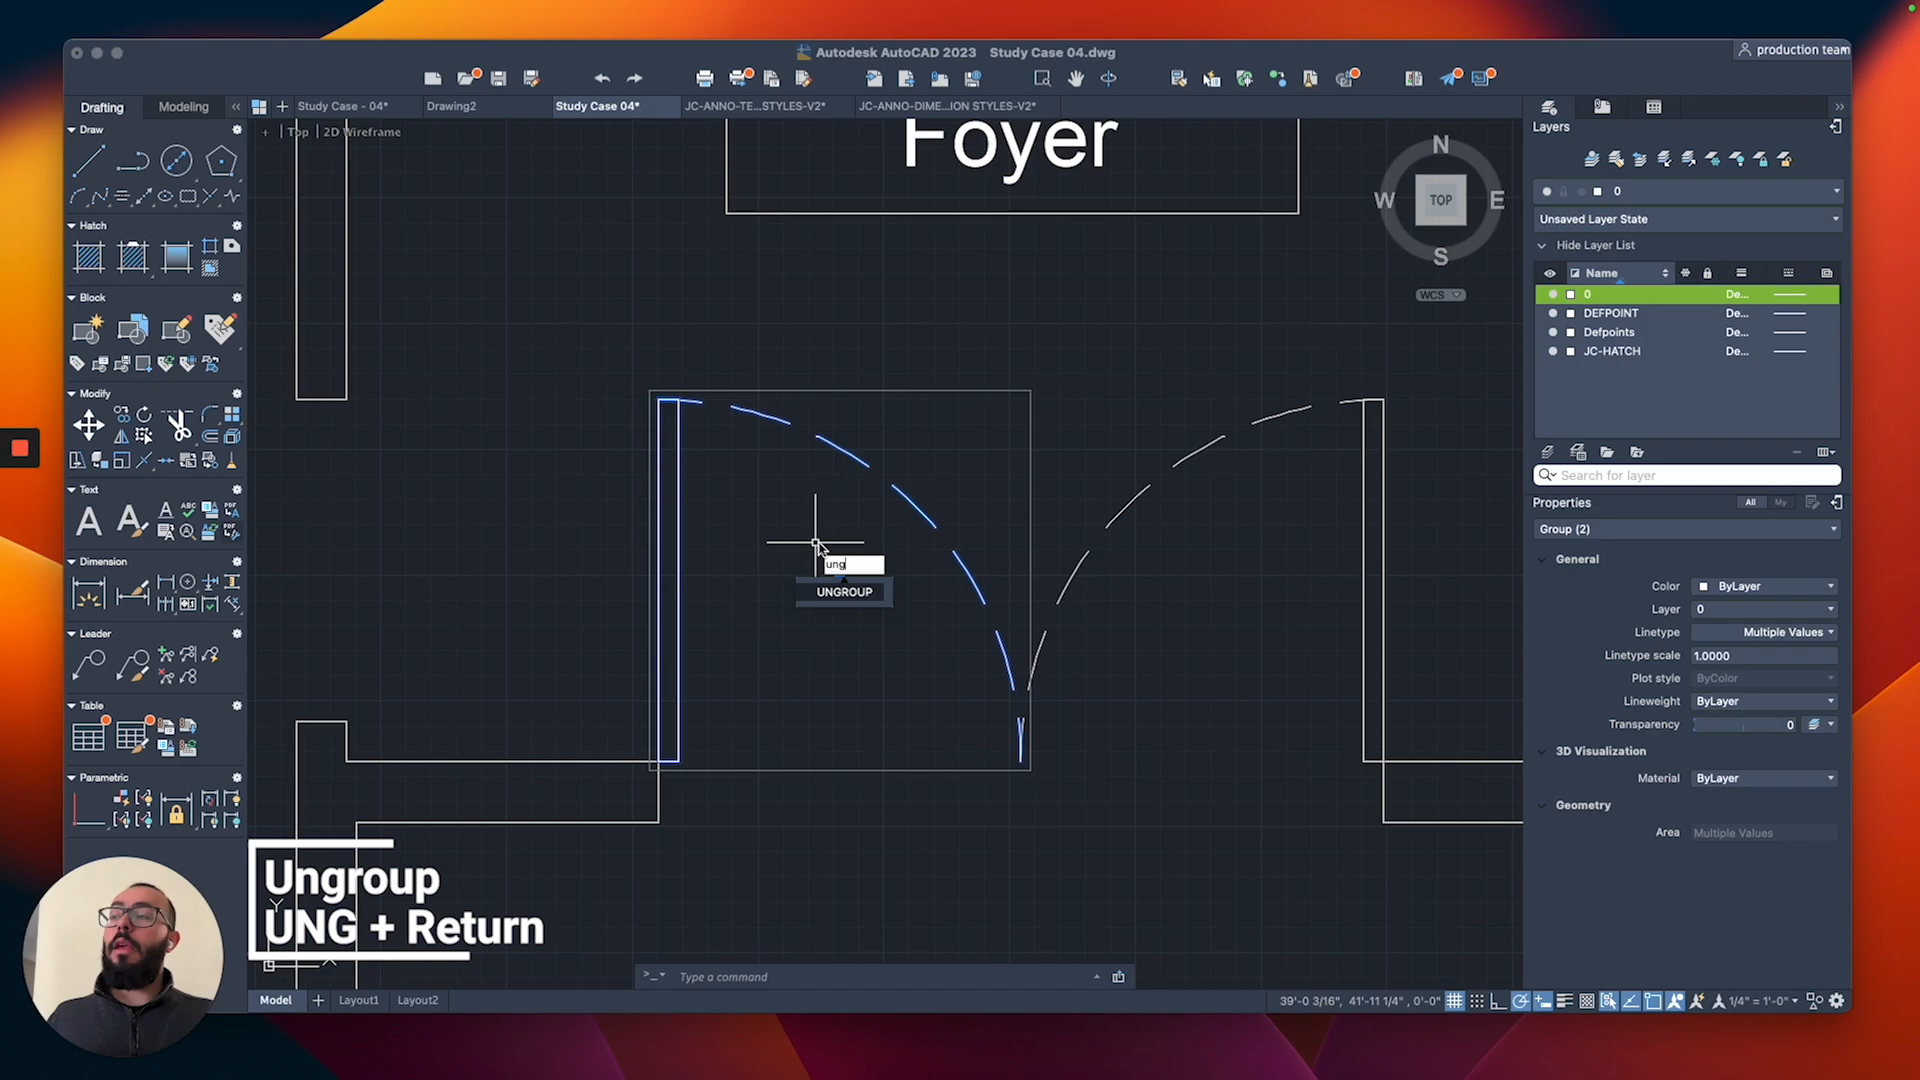 Autodesk AutoCAD 2023 Study Case 04.dwg
production team
Drafting
Modeling
Study Case - 04*
Drawing2
Study Case 04*
JC-ANNO-TE...STYLES-V2*
JC-ANNO-DIME...ION STYLES-V2*
Draw
Hatch
Block
Modify
Text
Dimension
Leader
Table
Parametric
+ | Top | 2D Wireframe
Foyer
N
W
TOP
E
S
WCS
ung
UNGROUP
Ungroup
UNG + Return
Y
Type a command
Model
Layout1
Layout2
39'-0 3/16", 41'-11 1/4" , 0'-0"
1/4" = 1'-0"
Layers
0
Unsaved Layer State
Hide Layer List
Name
0 De...
DEFPOINT De...
Defpoints De...
JC-HATCH De...
Search for layer
Properties
All
My
Group (2)
General
Color ByLayer
Layer 0
Linetype Multiple Values
Linetype scale 1.0000
Plot style ByColor
Lineweight ByLayer
Transparency 0
3D Visualization
Material ByLayer
Geometry
Area Multiple Values